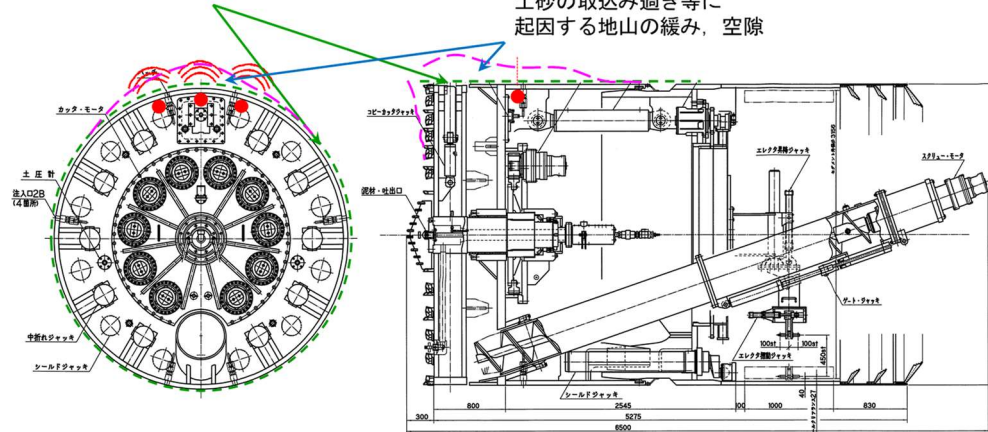 土砂の取込み過ぎ等に
起因する地山の緩み，空隙
カッタ・モータ
コピーカッタジャッキ
土圧計
注入口2B
(4箇所)
泥材・吐出口
エレクタ昇降ジャッキ
スクリュー・モータ
ゲート・ジャッキ
中折れジャッキ
シールドジャッキ
エレクタ摺動ジャッキ
シールドジャッキ
100st 100st
450st
800 2545 100 1000 40 830
300 5275
6500